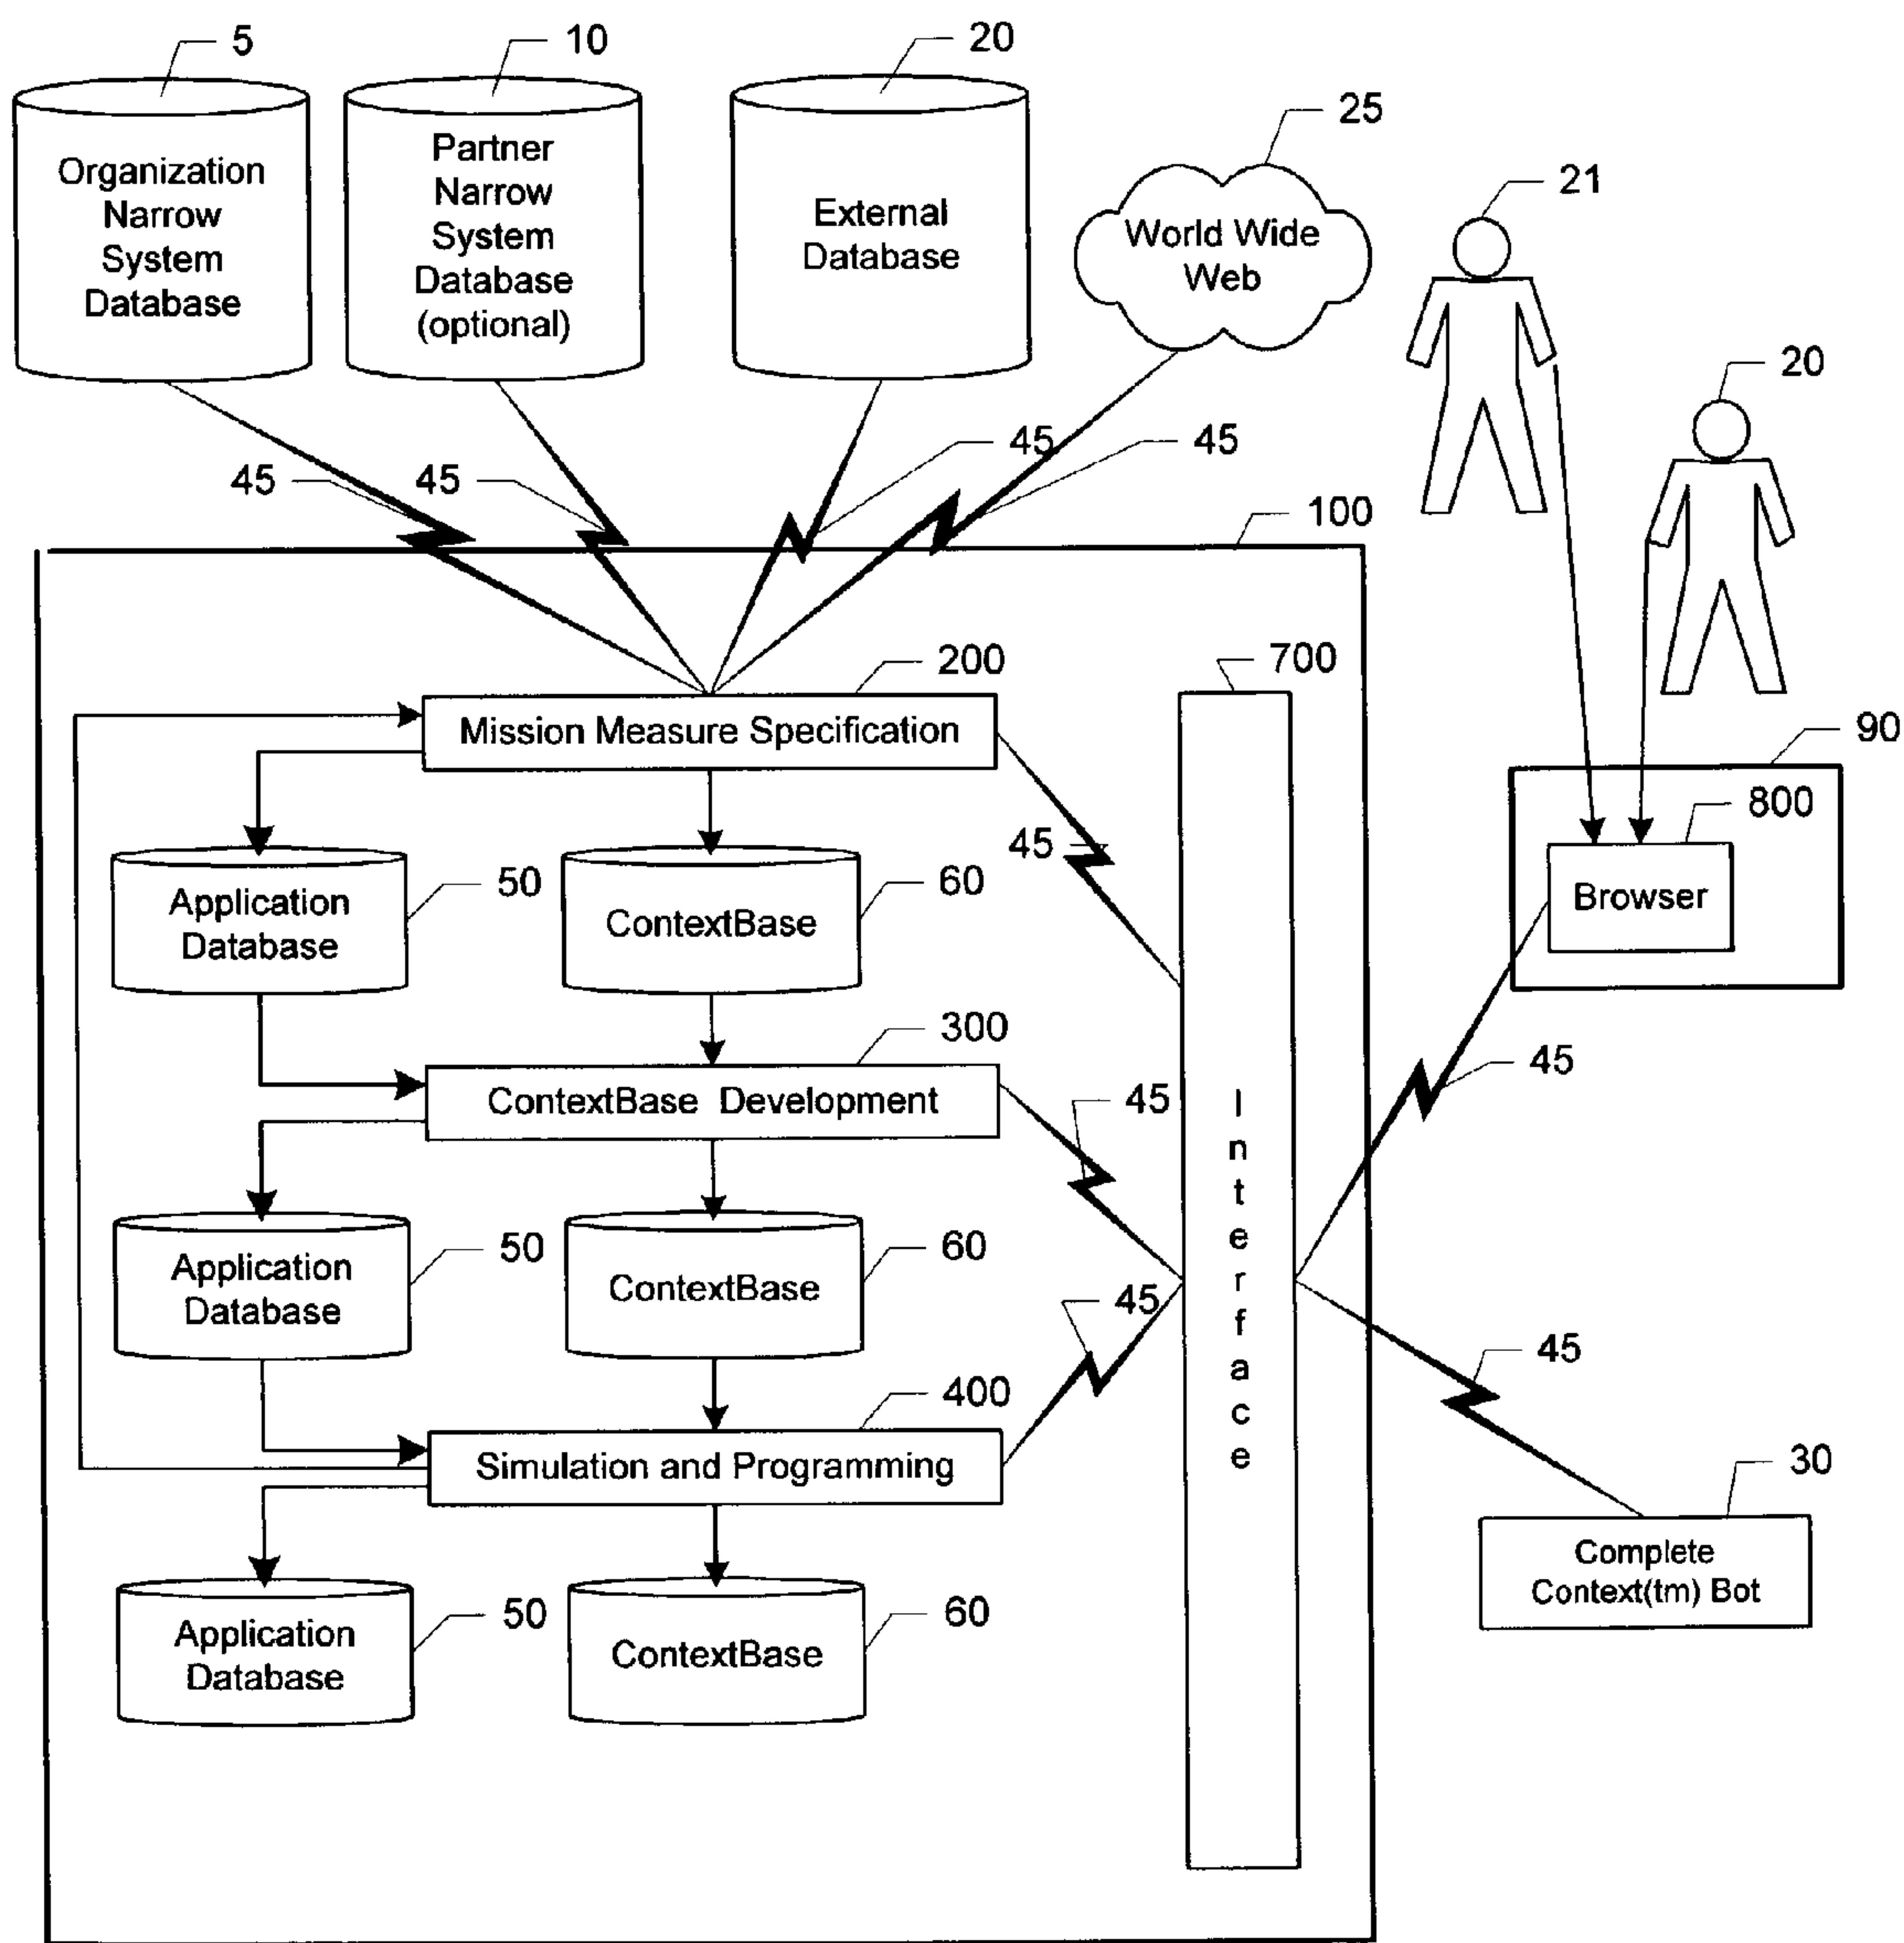 5
10
20
25
21
20
Organization
Narrow
System
Database
Partner
Narrow
System
Database
(optional)
External
Database
World Wide
Web
45
45
45
45
100
200
700
90
Mission Measure Specification
800
45
Browser
50
60
Application
Database
ContextBase
300
45
45
ContextBase Development
Interface
50
60
Application
Database
ContextBase
45
45
400
Simulation and Programming
30
Complete
Context(tm) Bot
50
60
Application
Database
ContextBase